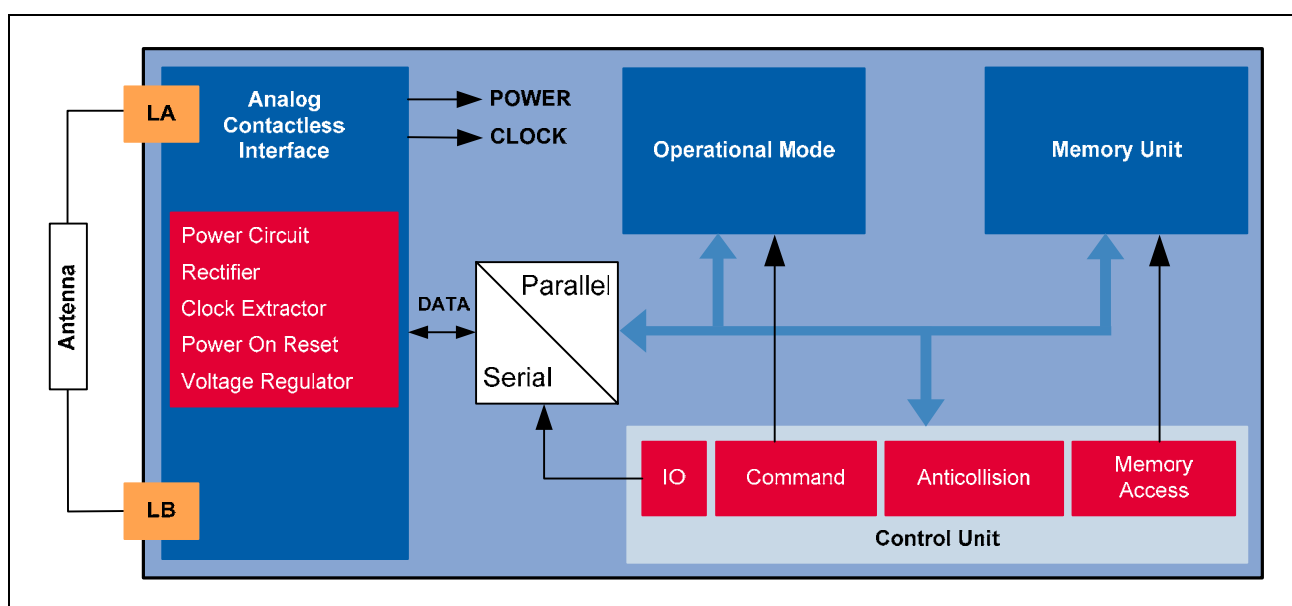 LA
Analog
Contactless
Interface
POWER
CLOCK
Operational Mode
Memory Unit
Antenna
Power Circuit
Rectifier
Clock Extractor
Power On Reset
Voltage Regulator
DATA
Parallel
Serial
LB
IO
Command
Anticollision
Memory
Access
Control Unit